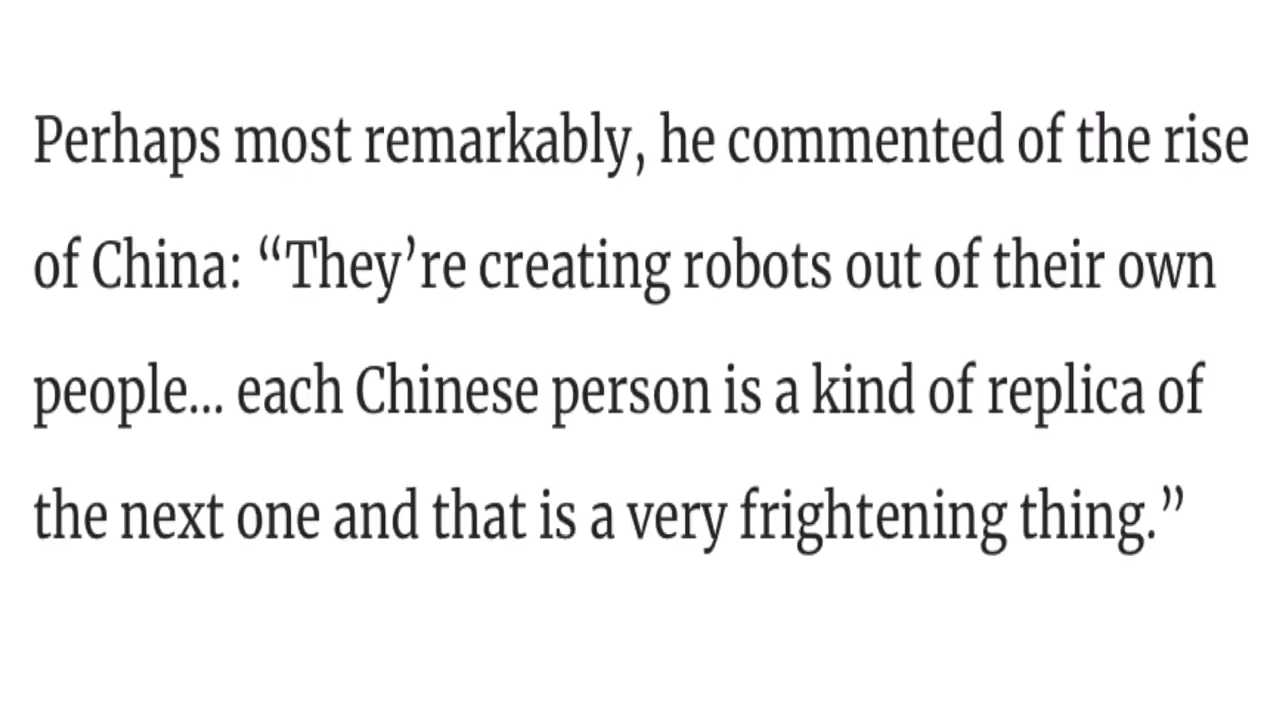 Perhaps most remarkably, he commented of the rise
of China: “They’re creating robots out of their own
people... each Chinese person is a kind of replica of
the next one and that is a very frightening thing.”